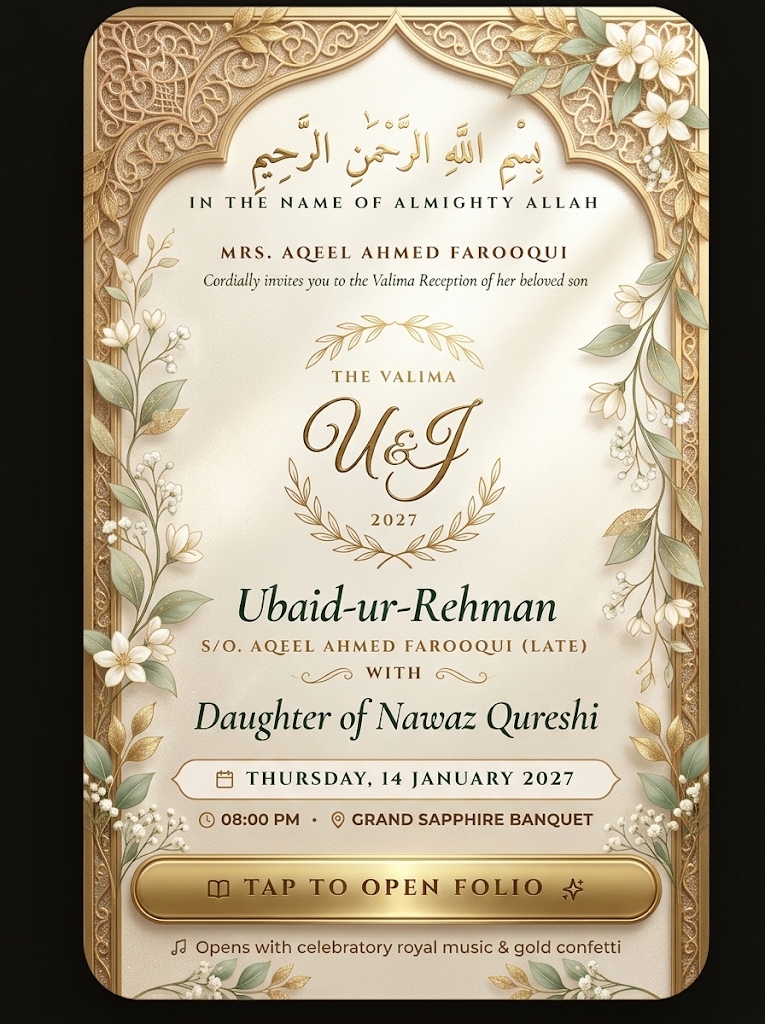 بِسْمِ اللَّهِ الرَّحْمَٰنِ الرَّحِيمِ
IN THE NAME OF ALMIGHTY ALLAH
MRS. AQEEL AHMED FAROOQUI
Cordially invites you to the Valima Reception of her beloved son
THE VALIMA
U&J
2027
Ubaid-ur-Rehman
S/O. AQEEL AHMED FAROOQUI (LATE)
WITH
Daughter of Nawaz Qureshi
THURSDAY, 14 JANUARY 2027
08:00 PM • GRAND SAPPHIRE BANQUET
TAP TO OPEN FOLIO
Opens with celebratory royal music & gold confetti